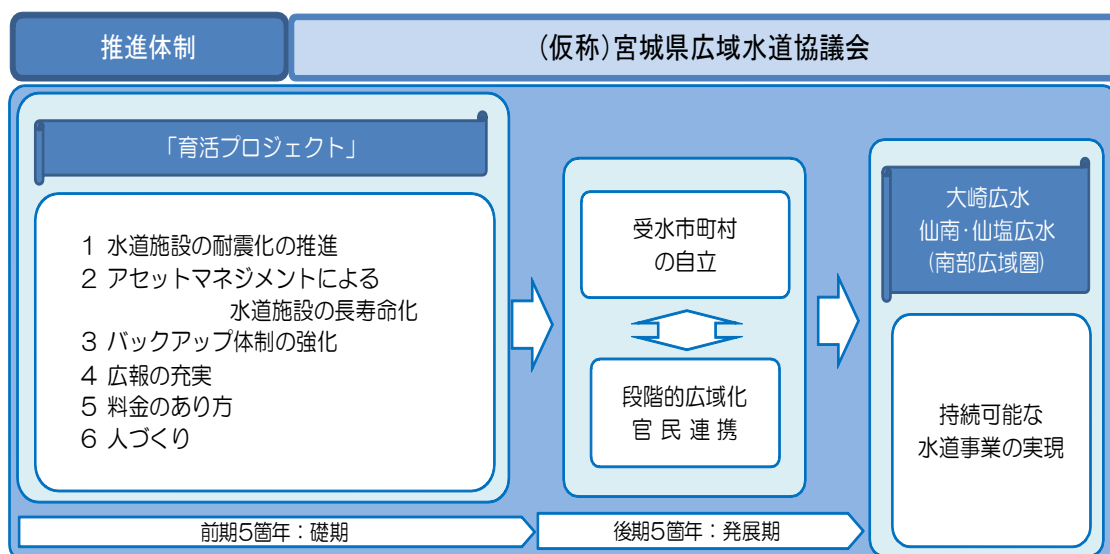 推進体制
(仮称)宮城県広域水道協議会
「育活プロジェクト」
1 水道施設の耐震化の推進
2 アセットマネジメントによる
水道施設の長寿命化
3 バックアップ体制の強化
4 広報の充実
5 料金のあり方
6 人づくり
前期5箇年：礎期
受水市町村
の自立
段階的広域化
官 民 連 携
後期5箇年：発展期
大崎広水
仙南・仙塩広水
(南部広域圏)
持続可能な
水道事業の実現